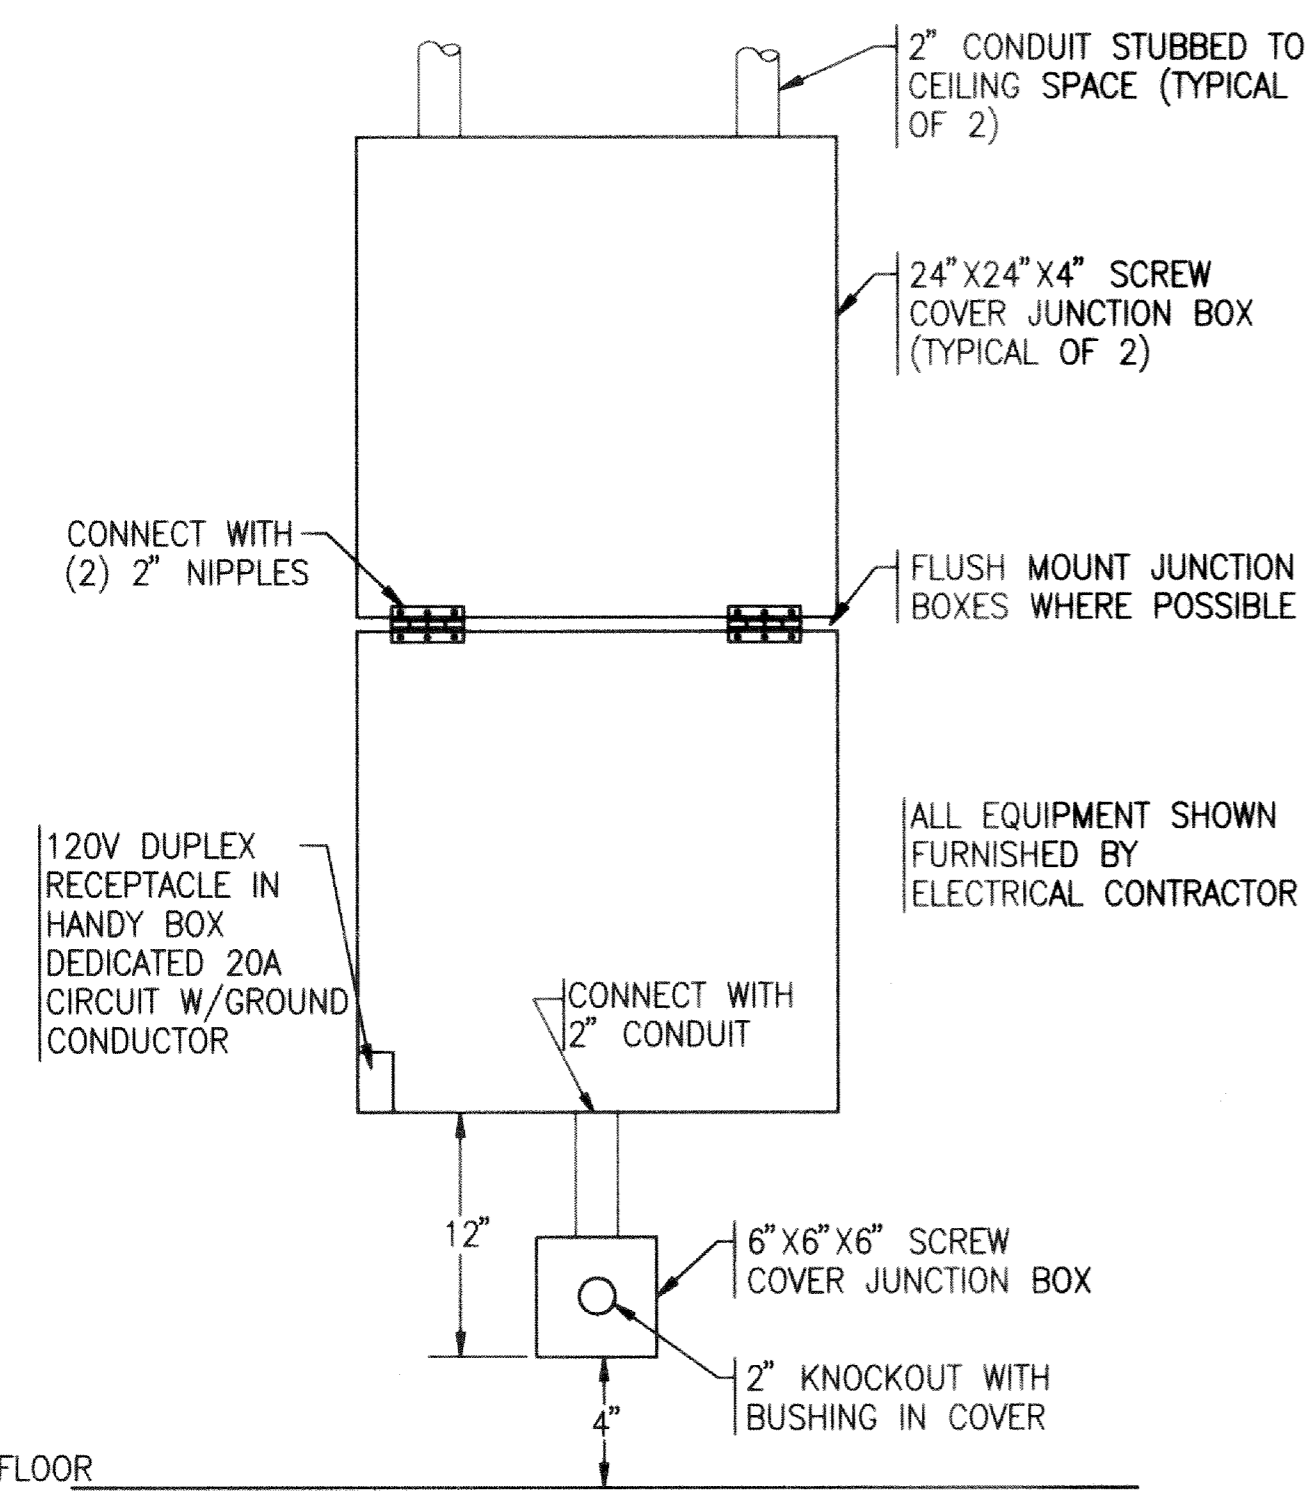 2" CONDUIT STUBBED TO
CEILING SPACE (TYPICAL
OF 2)
24"X24"X4" SCREW
COVER JUNCTION BOX
(TYPICAL OF 2)
CONNECT WITH
(2) 2" NIPPLES
FLUSH MOUNT JUNCTION
BOXES WHERE POSSIBLE
ALL EQUIPMENT SHOWN
FURNISHED BY
ELECTRICAL CONTRACTOR
120V DUPLEX
RECEPTACLE IN
HANDY BOX
DEDICATED 20A
CIRCUIT W/GROUND
CONDUCTOR
CONNECT WITH
2" CONDUIT
12"
6"X6"X6" SCREW
COVER JUNCTION BOX
2" KNOCKOUT WITH
BUSHING IN COVER
4"
FLOOR